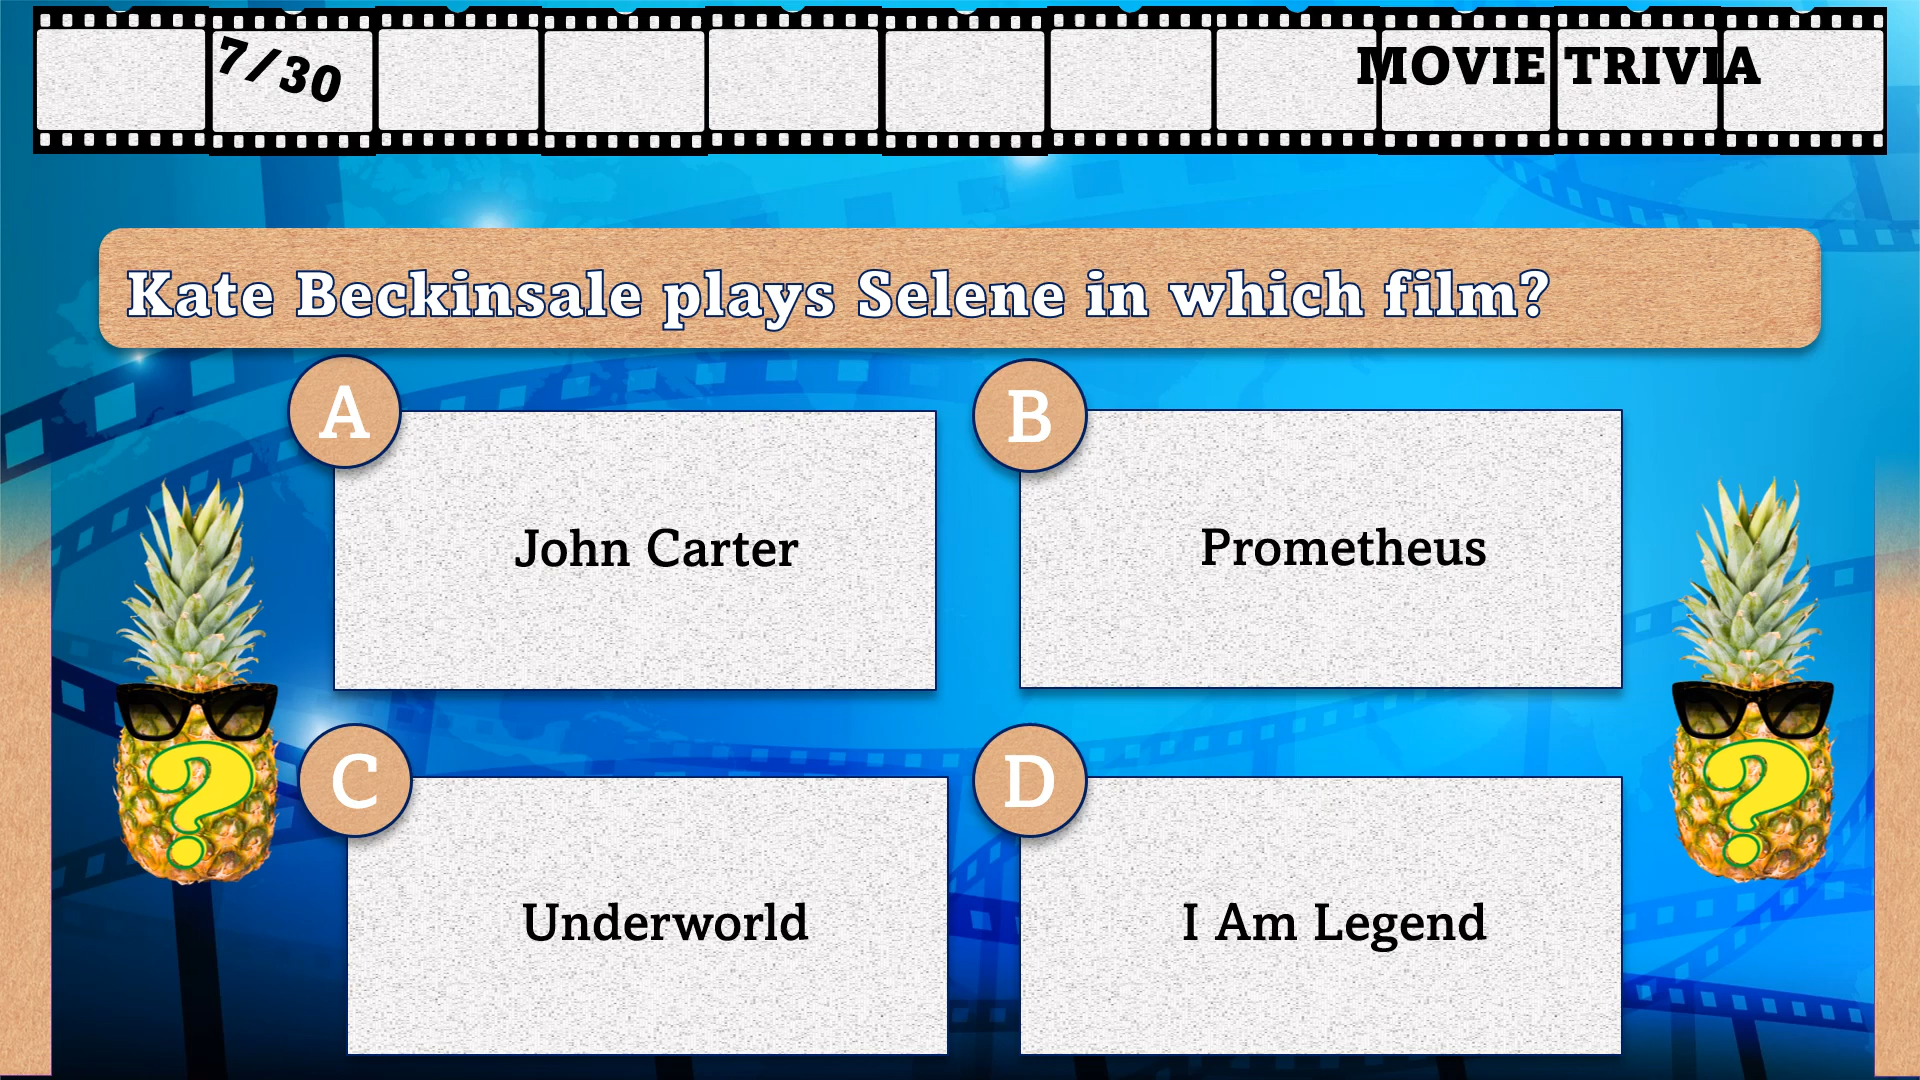 7/30
MOVIE TRIVIA
Kate Beckinsale plays Selene in which film?
A
John Carter
B
Prometheus
C
Underworld
D
I Am Legend
?
?